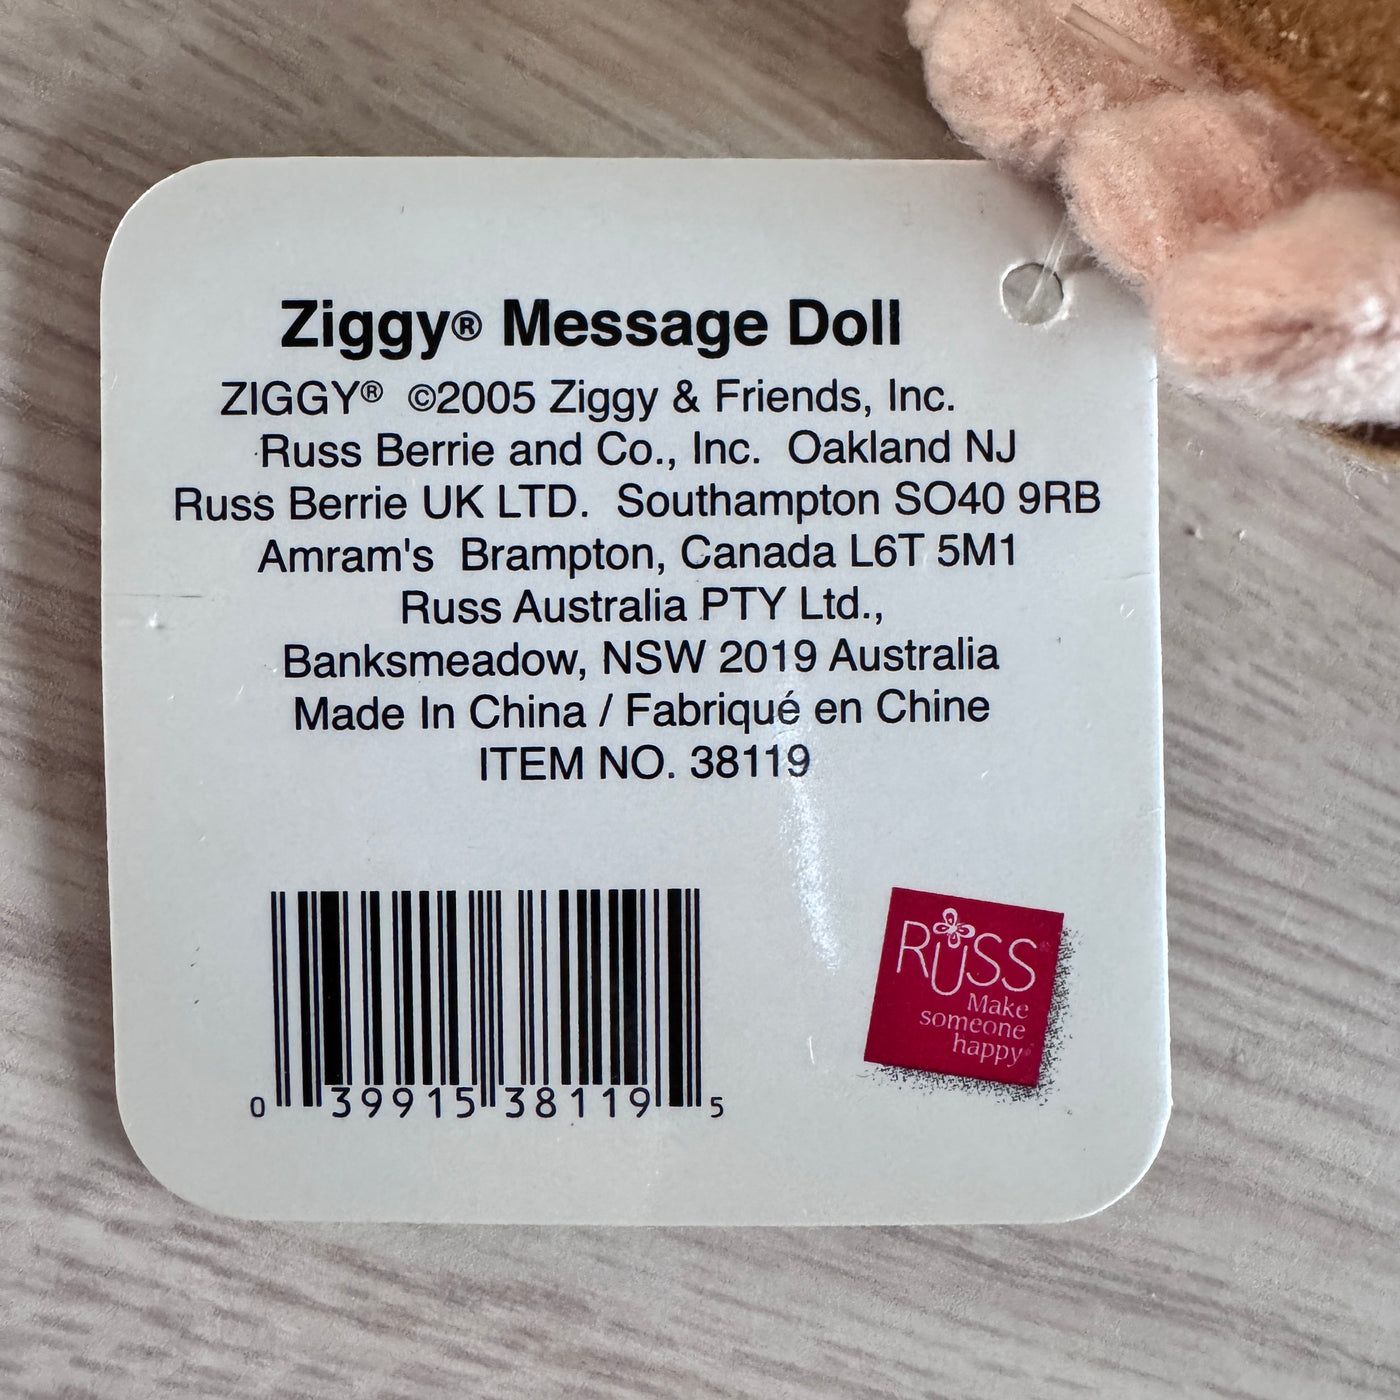 Ziggy® Message Doll
ZIGGY® ©2005 Ziggy & Friends, Inc.
Russ Berrie and Co., Inc. Oakland NJ
Russ Berrie UK LTD. Southampton SO40 9RB
Amram's Brampton, Canada L6T 5M1
Russ Australia PTY Ltd.,
Banksmeadow, NSW 2019 Australia
Made In China / Fabriqué en Chine
ITEM NO. 38119
0 39915 38119 5
RUSS
Make
someone
happy